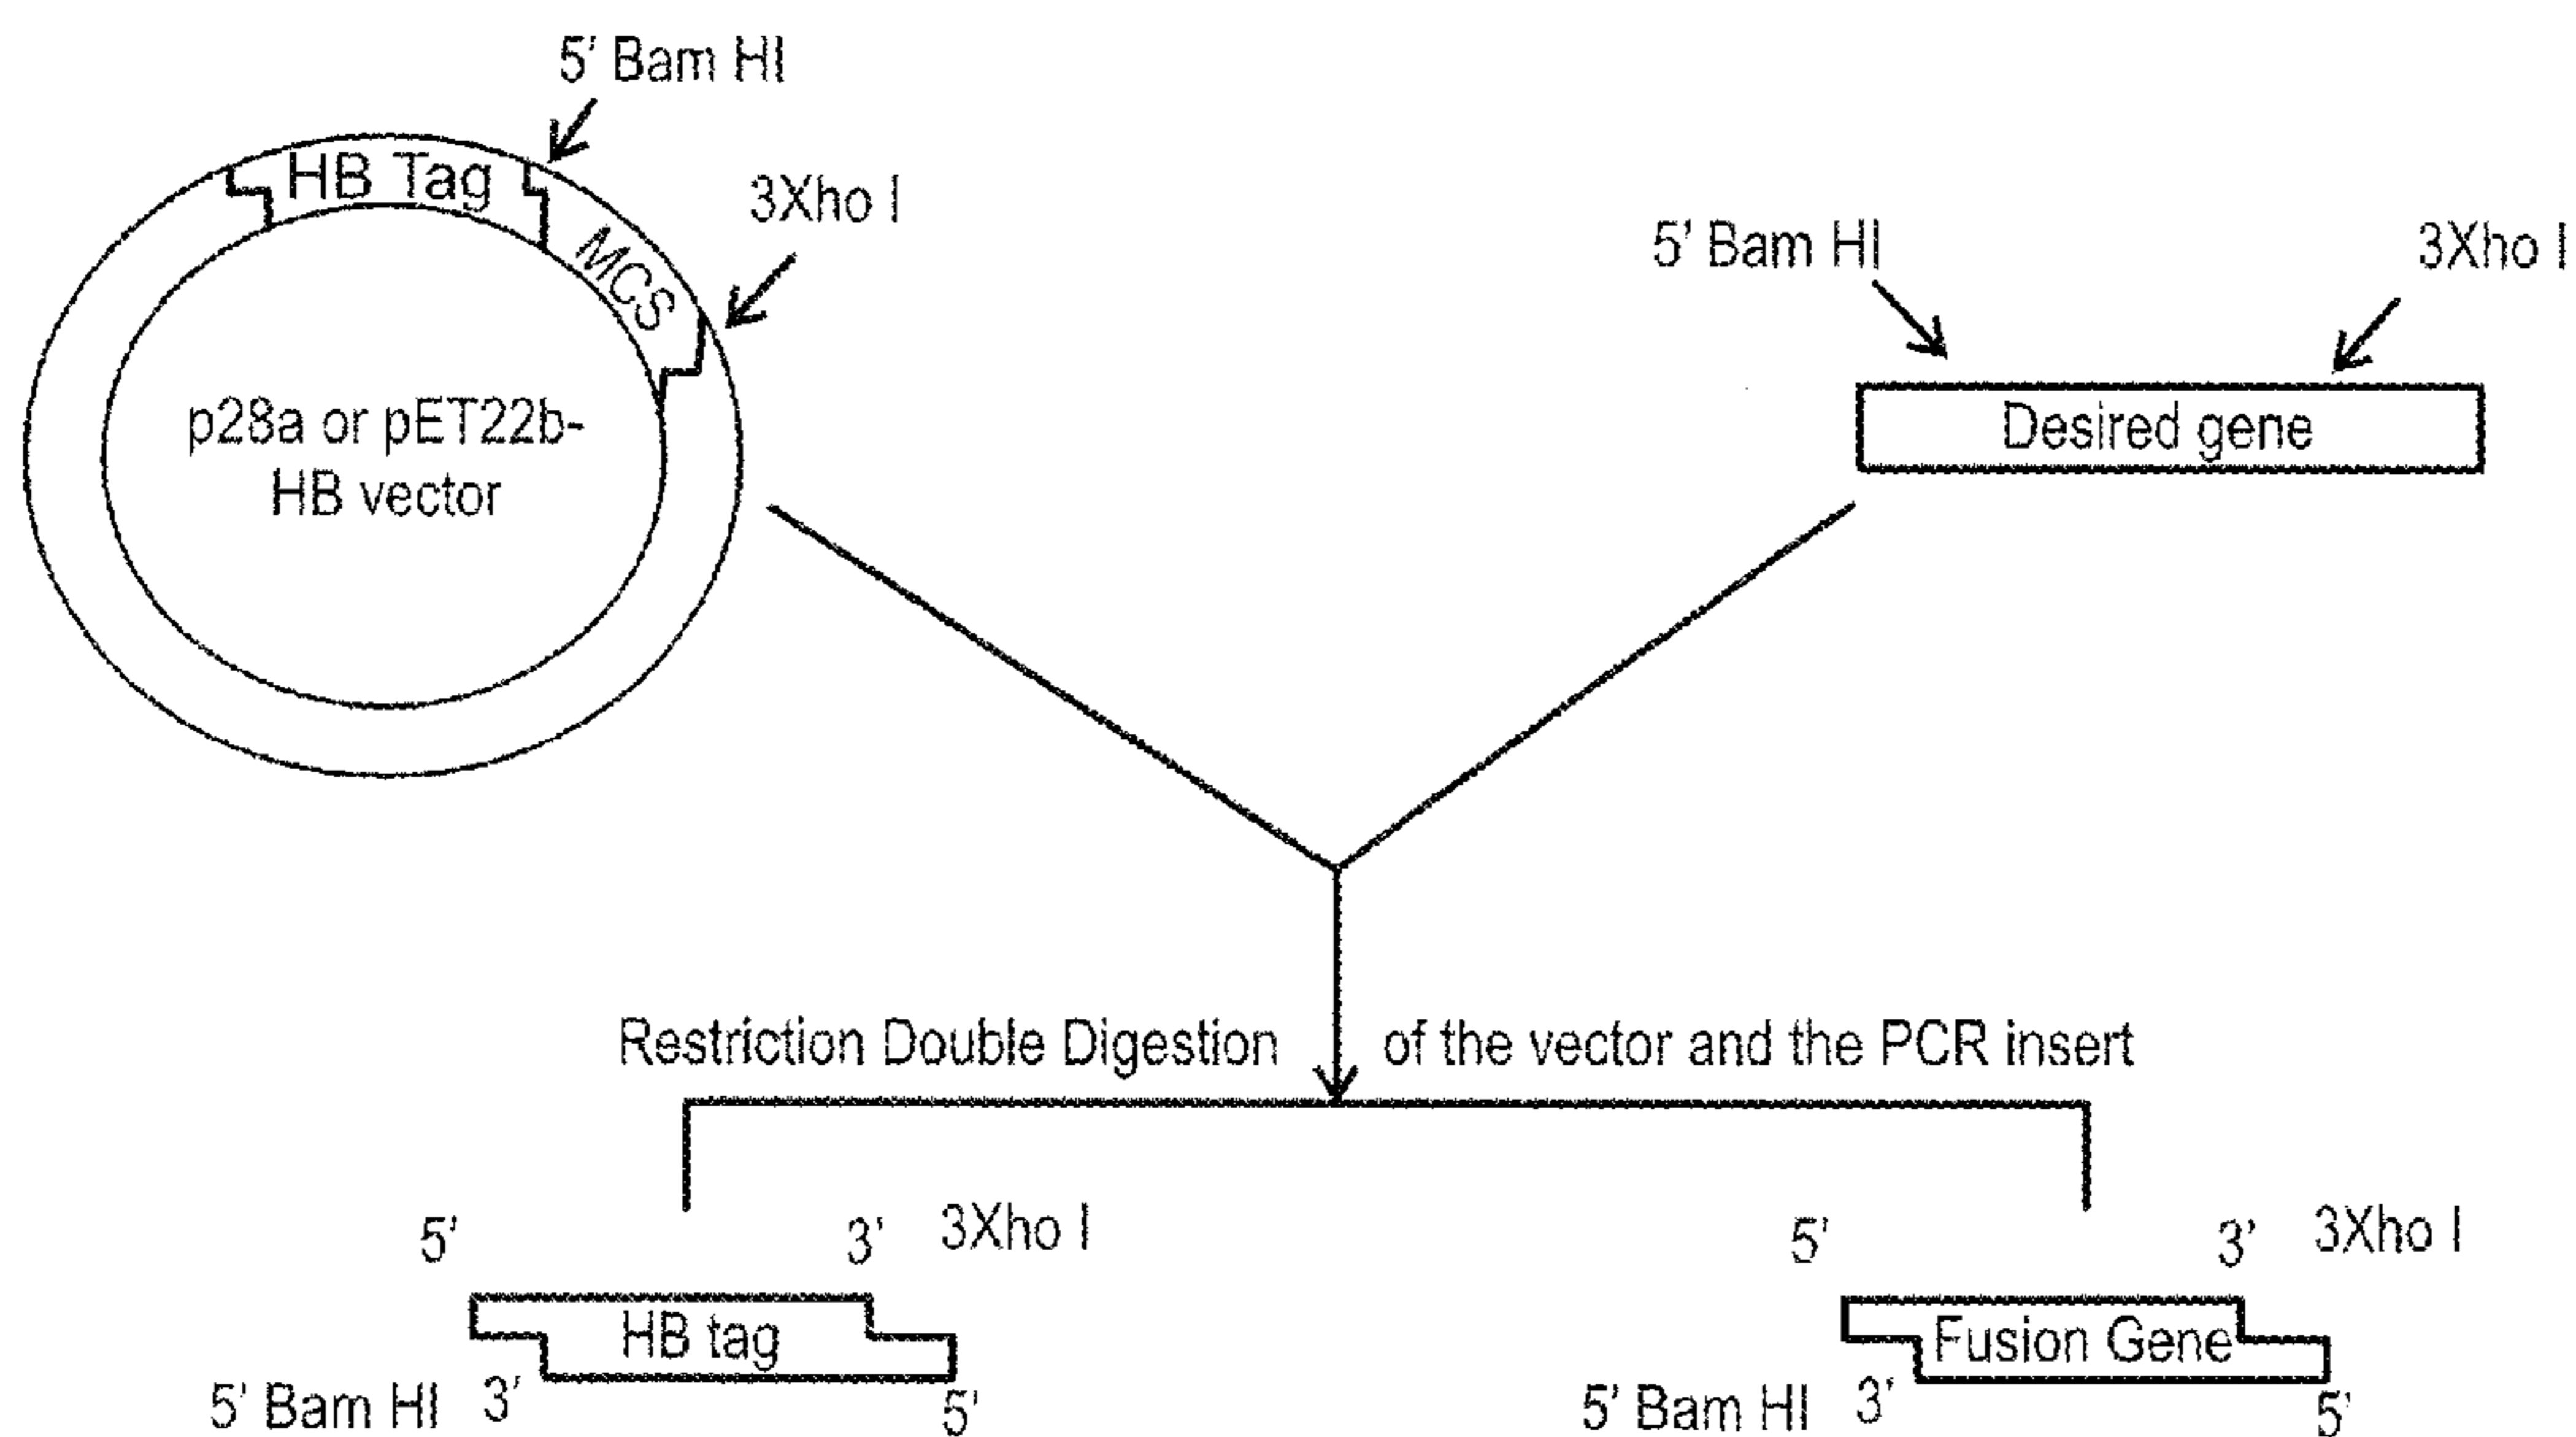 5' Bam HI
HB Tag
3Xho I
MCS
p28a or pET22b-
HB vector
5' Bam HI
3Xho I
Desired gene
Restriction Double Digestion of the vector and the PCR insert
5' 3' 3Xho I
HB tag
5' Bam HI 3' 5'
5' 3' 3Xho I
Fusion Gene
5' Bam HI 3' 5'